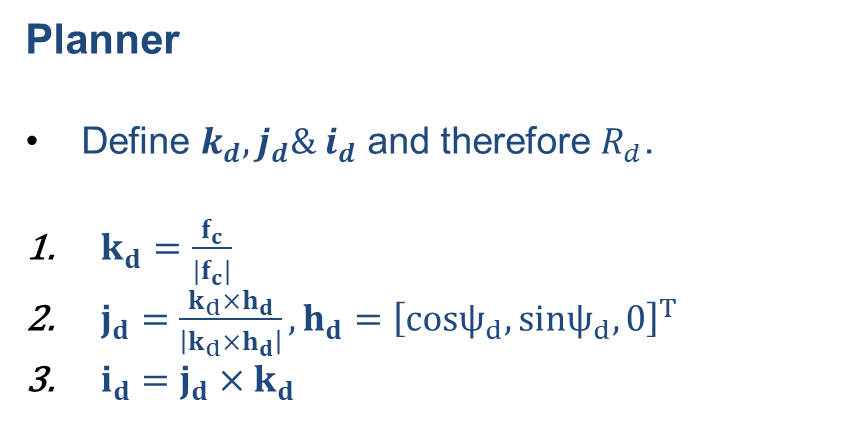 Planner
• Define k_d, j_d & i_d and therefore R_d.
1. k_d = f_c / |f_c|
2. j_d = k_d×h_d / |k_d×h_d|, h_d = [cosψ_d, sinψ_d, 0]^T
3. i_d = j_d × k_d